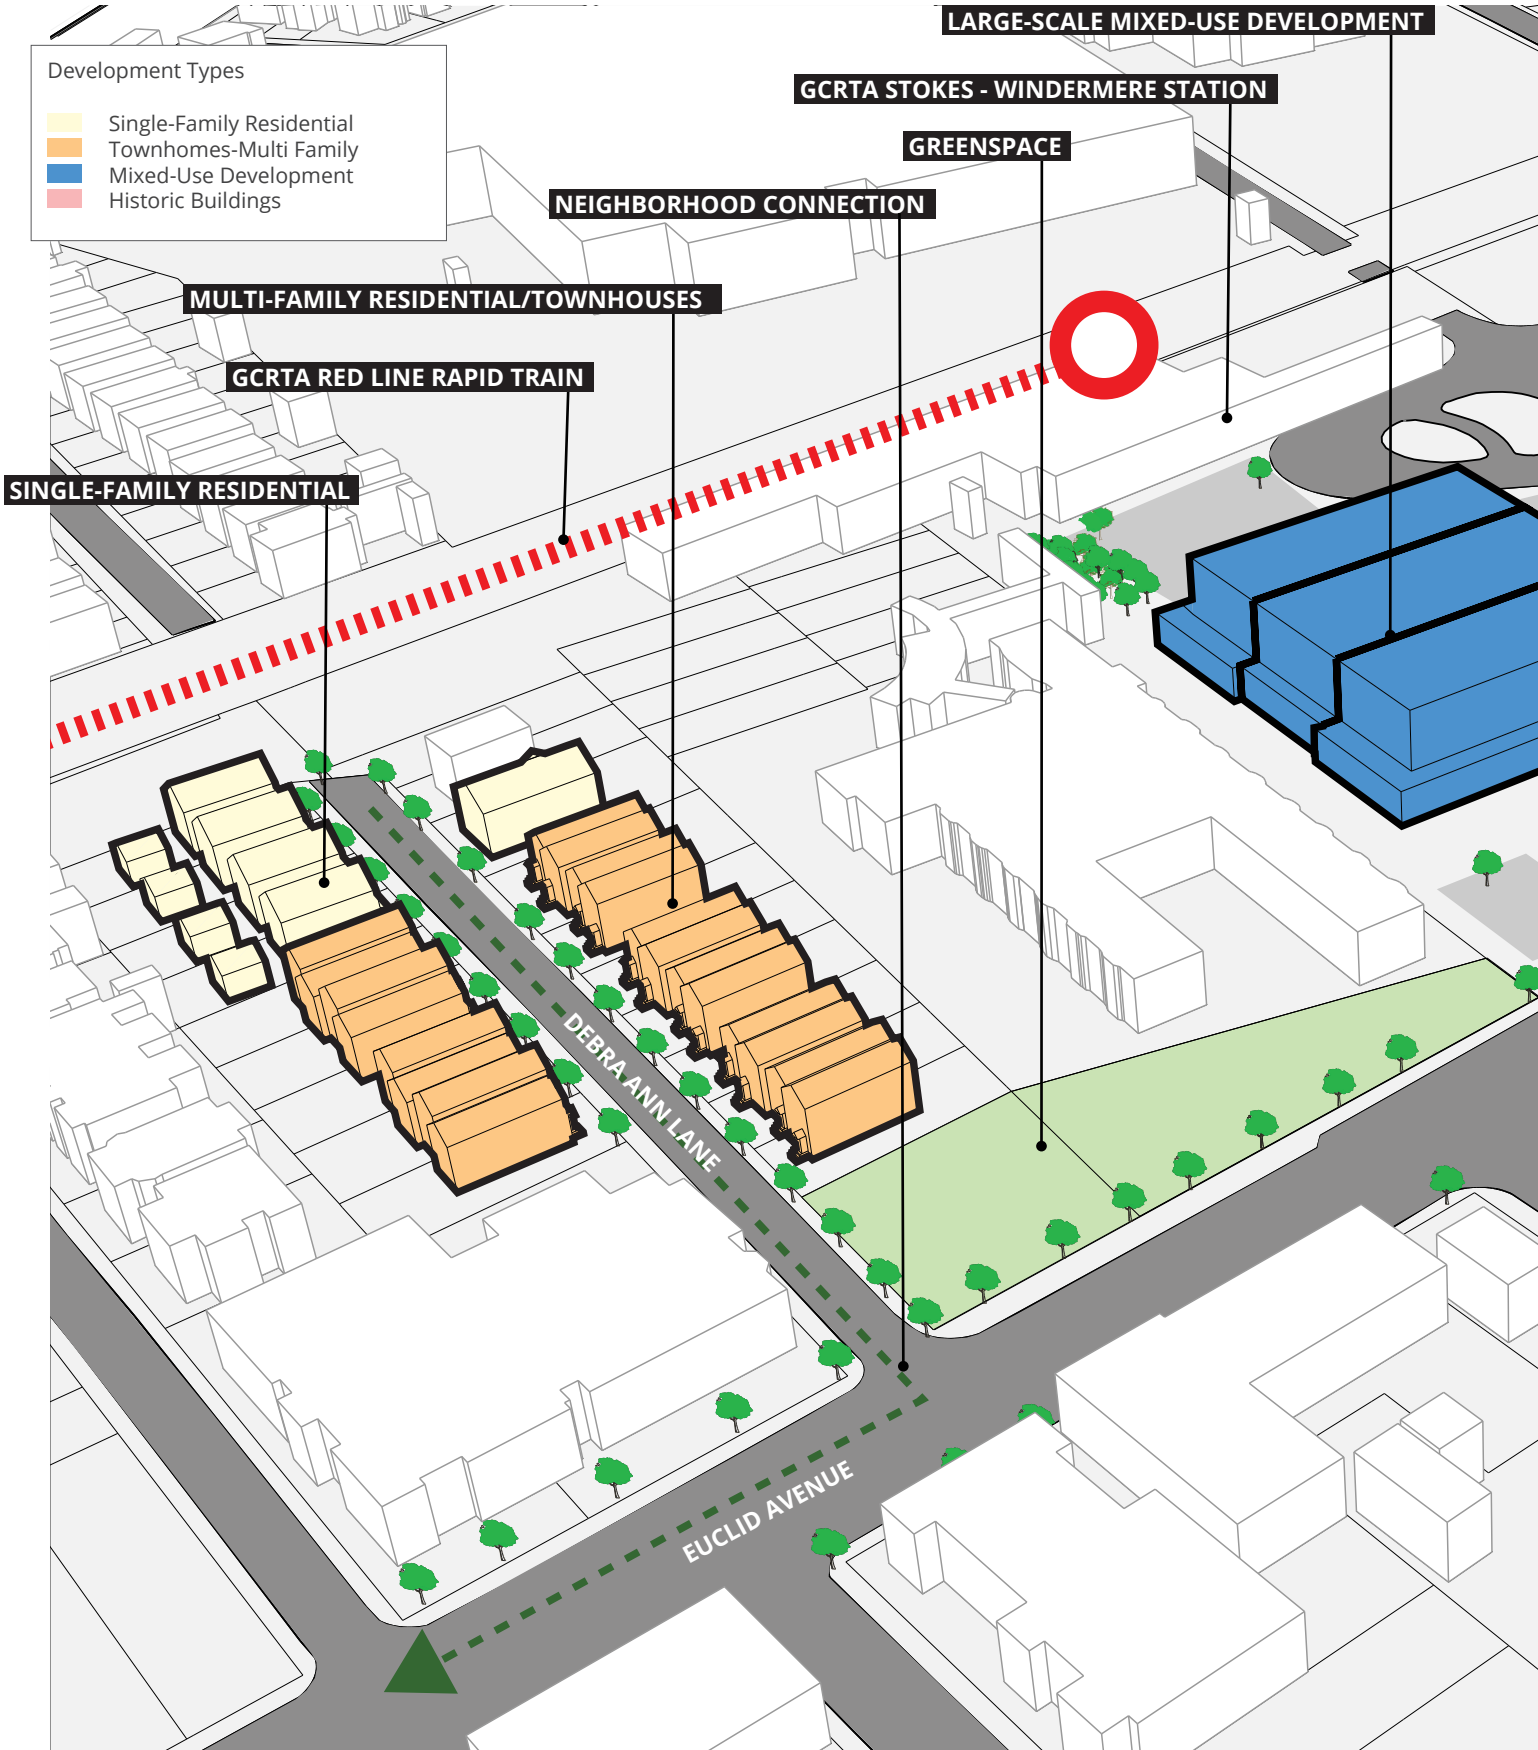 LARGE-SCALE MIXED-USE DEVELOPMENT
Development Types
GCRTA STOKES - WINDERMERE STATION
Single-Family Residential
Townhomes-Multi Family
Mixed-Use Development
Historic Buildings
GREENSPACE
NEIGHBORHOOD CONNECTION
MULTI-FAMILY RESIDENTIAL/TOWNHOUSES
GCRTA RED LINE RAPID TRAIN
SINGLE-FAMILY RESIDENTIAL
DEBRA ANN LANE
EUCLID AVENUE